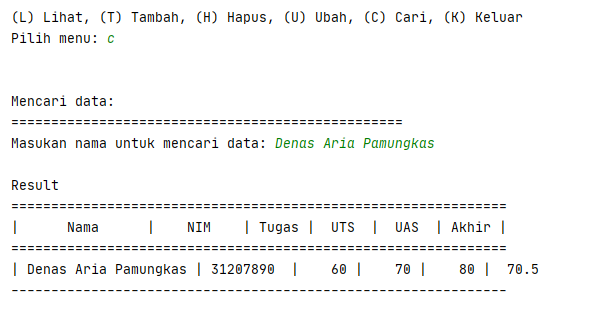 (L) Lihat, (T) Tambah, (H) Hapus, (U) Ubah, (C) Cari, (K) Keluar
Pilih menu: c
Mencari data:
=================================================
Masukan nama untuk mencari data: Denas Aria Pamungkas
Result
==============================================================
|      Nama      |    NIM    | Tugas |  UTS  |  UAS  | Akhir |
==============================================================
| Denas Aria Pamungkas | 31207890  |    60 |    70 |    80 |  70.5
--------------------------------------------------------------